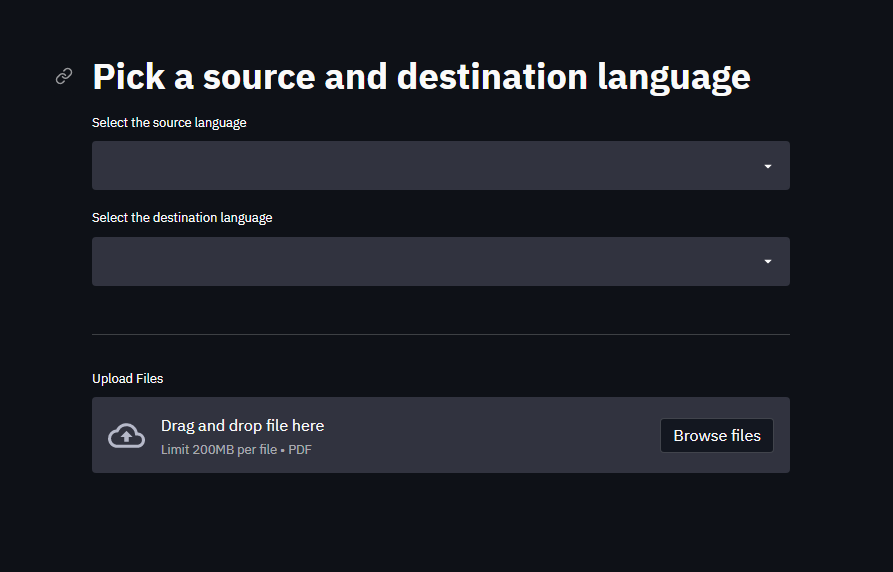 Pick a source and destination language
Select the source language
Select the destination language
Upload Files
Drag and drop file here
Limit 200MB per file • PDF
Browse files